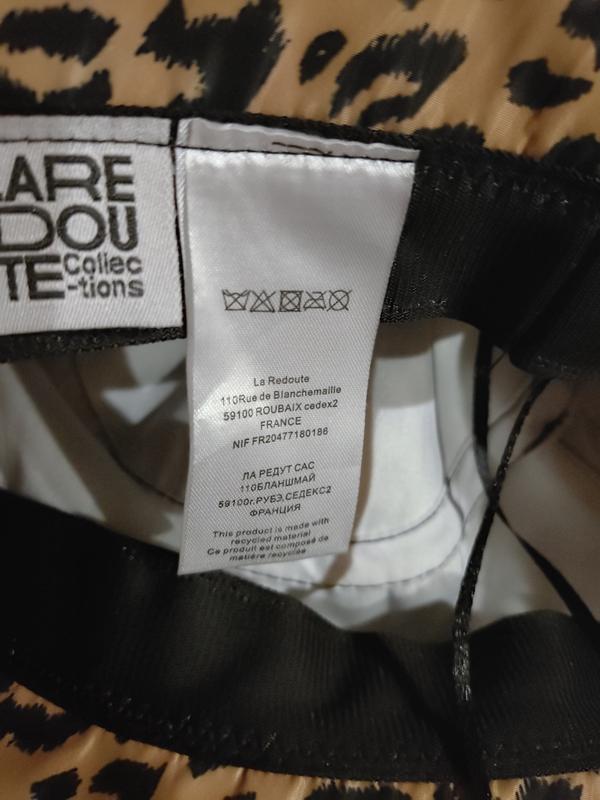 LARE
DOU
TE Collec
-tions
La Redoute
110Rue de Blanchemaille
59100 ROUBAIX cedex2
FRANCE
NIF FR20477180186
ЛА РЕДУТ САС
110БЛАНШМАЙ
59100г.РУБЭ,СЕДЕКС2
ФРАНЦИЯ
This product is made with
recycled material
Ce produit est composé de
matière recyclée